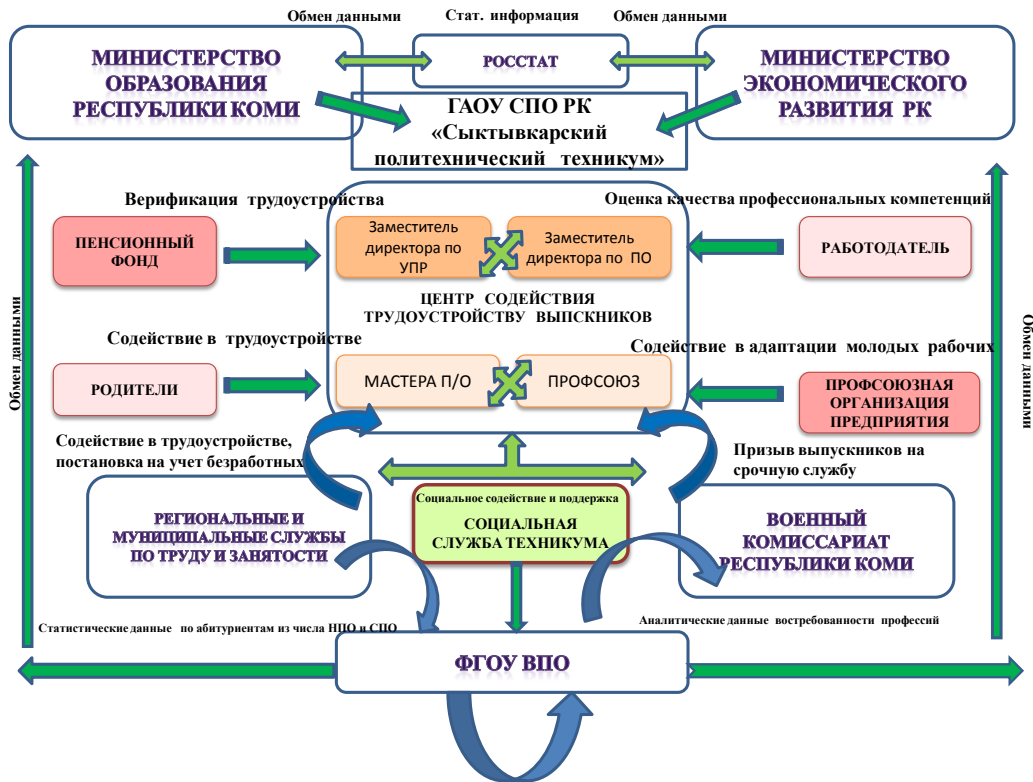 Обмен данными
Стат. информация
Обмен данными
МИНИСТЕРСТВО
ОБРАЗОВАНИЯ
РЕСПУБЛИКИ КОМИ
РОССТАТ
МИНИСТЕРСТВО
ЭКОНОМИЧЕСКОГО
РАЗВИТИЯ РК
ГАОУ СПО РК
«Сыктывкарский
политехнический техникум»
Верификация трудоустройства
Оценка качества профессиональных компетенций
ПЕНСИОННЫЙ
ФОНД
Заместитель
директора по
УПР
Заместитель
директора по ПО
РАБОТОДАТЕЛЬ
ЦЕНТР СОДЕЙСТВИЯ
ТРУДОУСТРОЙСТВУ ВЫПСКНИКОВ
Обмен данными
Обмен данными
Содействие в трудоустройстве
Содействие в адаптации молодых рабочих
РОДИТЕЛИ
МАСТЕРА П/О
ПРОФСОЮЗ
ПРОФСОЮЗНАЯ
ОРГАНИЗАЦИЯ
ПРЕДПРИЯТИЯ
Содействие в трудоустройстве,
постановка на учет безработных
Призыв выпускников на
срочную службу
РЕГИОНАЛЬНЫЕ И
МУНИЦИПАЛЬНЫЕ СЛУЖБЫ
ПО ТРУДУ И ЗАНЯТОСТИ
Социальное содействие и поддержка
СОЦИАЛЬНАЯ
СЛУЖБА ТЕХНИКУМА
ВОЕННЫЙ
КОМИССАРИАТ
РЕСПУБЛИКИ КОМИ
Статистические данные по абитуриентам из числа НПО и СПО
Аналитические данные востребованности профессий
ФГОУ ВПО